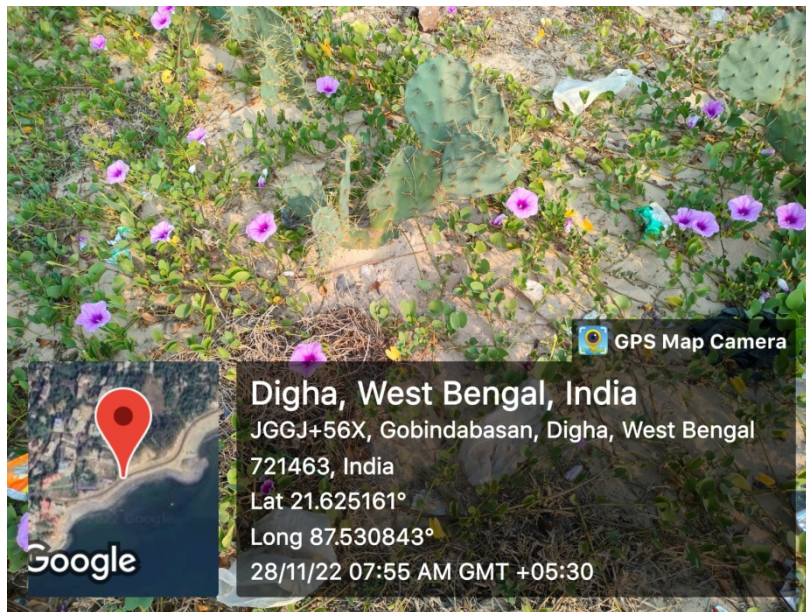 GPS Map Camera
Digha, West Bengal, India
JGGJ+56X, Gobindabasan, Digha, West Bengal
721463, India
Lat 21.625161°
Long 87.530843°
28/11/22 07:55 AM GMT +05:30
Google